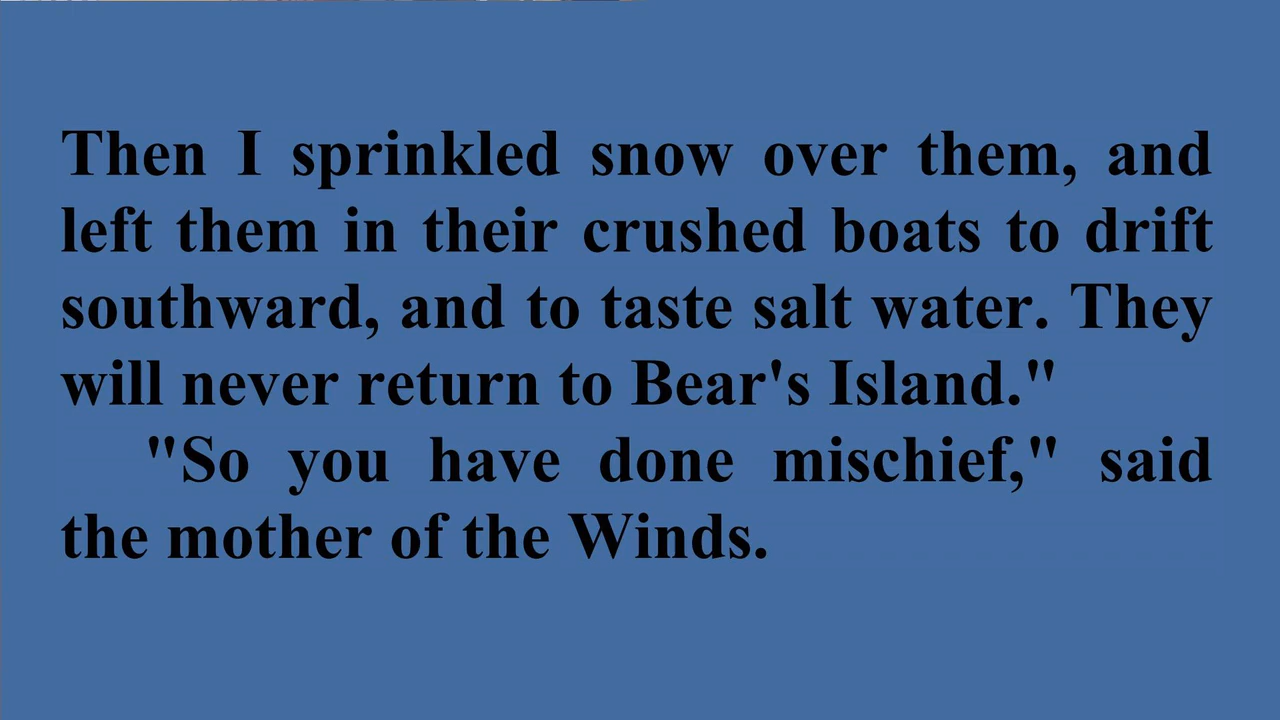 Then I sprinkled snow over them, and
left them in their crushed boats to drift
southward, and to taste salt water. They
will never return to Bear's Island."
"So you have done mischief," said
the mother of the Winds.